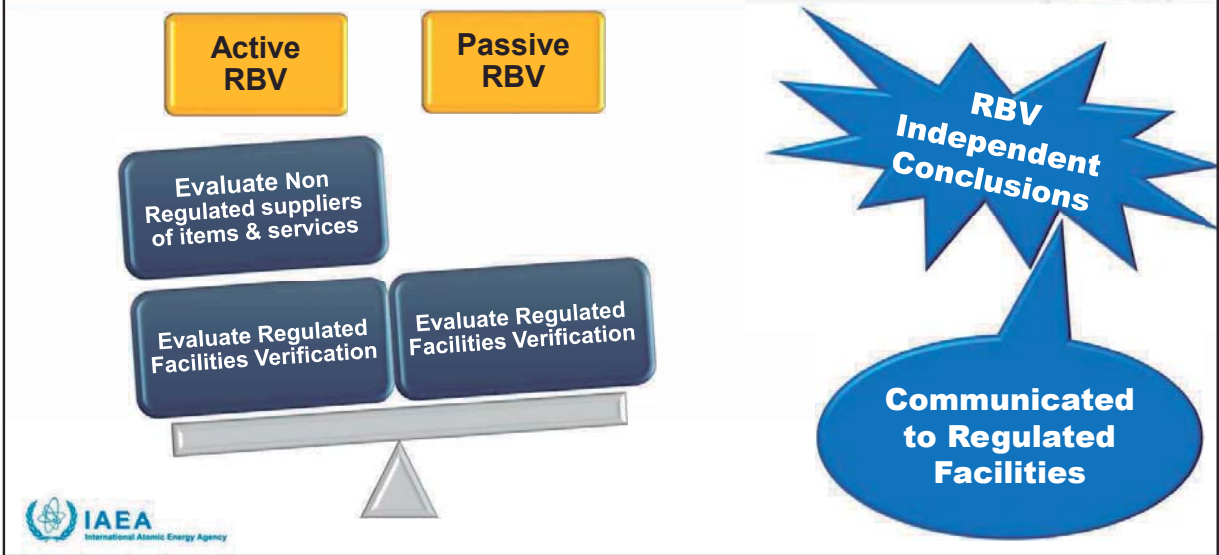 Active
RBV
Passive
RBV
Evaluate Non
Regulated suppliers
of items & services
Evaluate Regulated
Facilities Verification
Evaluate Regulated
Facilities Verification
RBV
Independent
Conclusions
Communicated
to Regulated
Facilities
IAEA
International Atomic Energy Agency